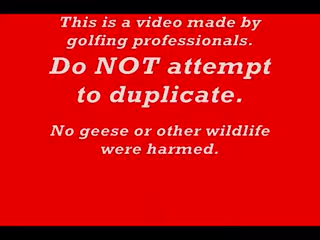 This is a video made by
golfing professionals.
Do NOT attempt
to duplicate.
No geese or other wildlife
were harmed.